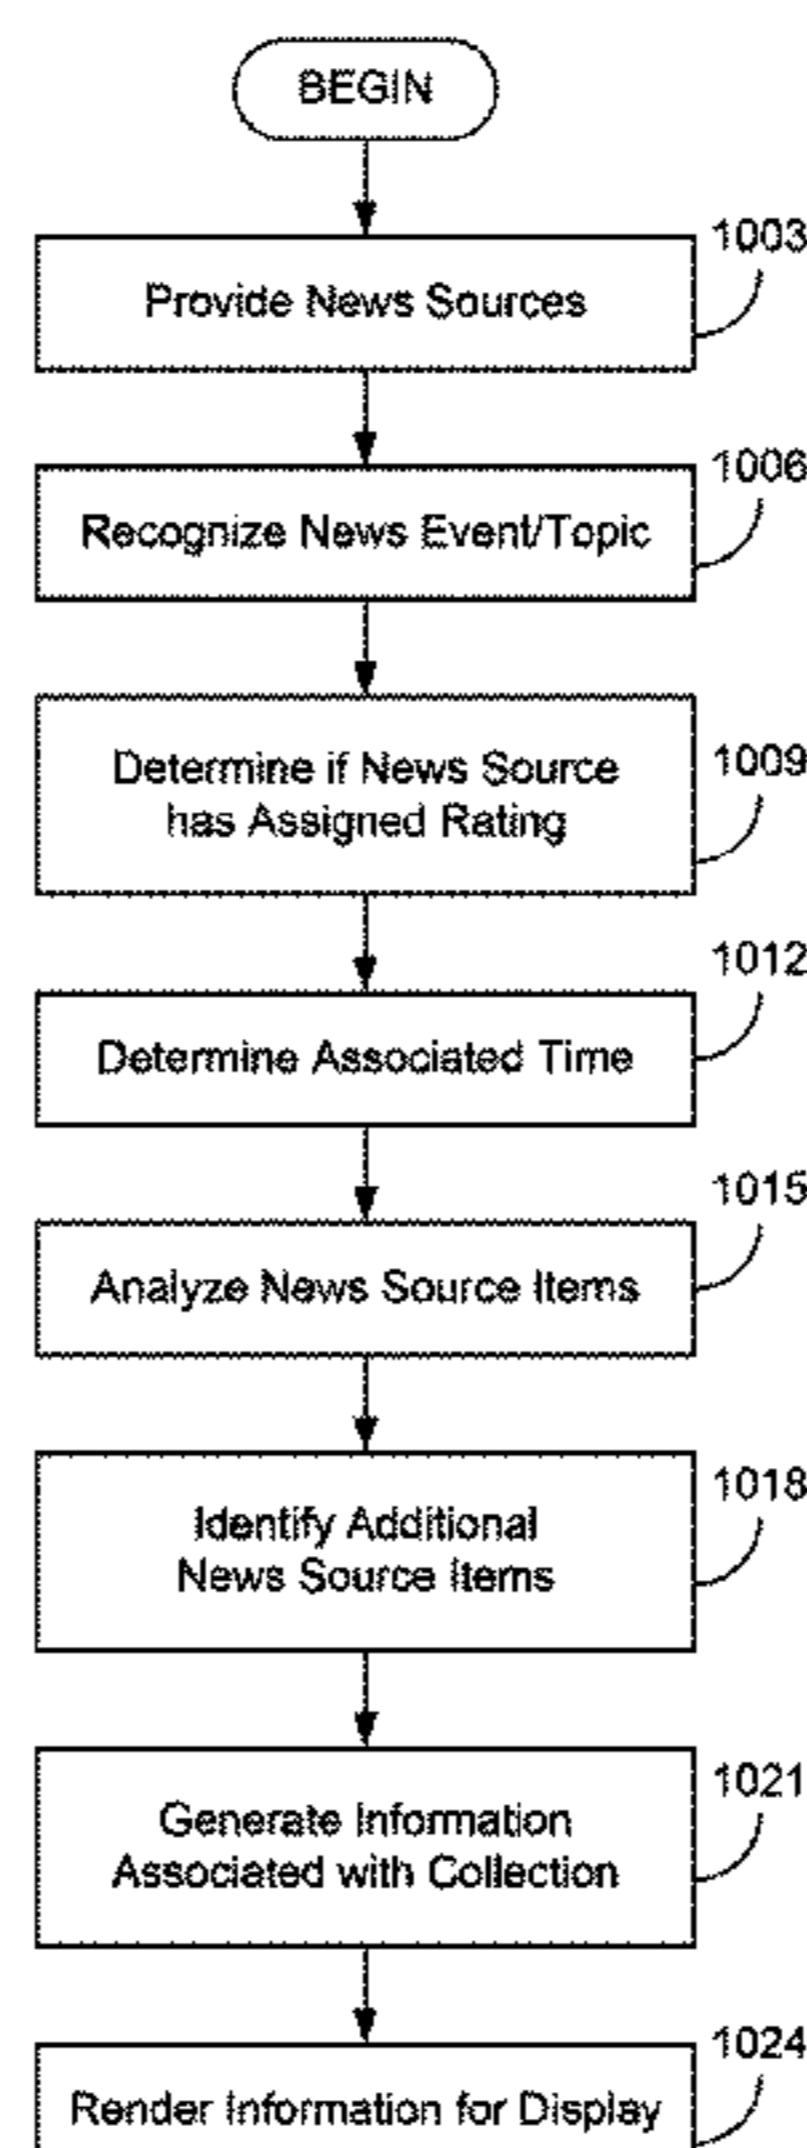 BEGIN
1003
Provide News Sources
1006
Recognize News Event/Topic
1009
Determine if News Source
has Assigned Rating
1012
Determine Associated Time
1015
Analyze News Source Items
1018
Identify Additional
News Source Items
1021
Generate Information
Associated with Collection
1024
Render Information for Display